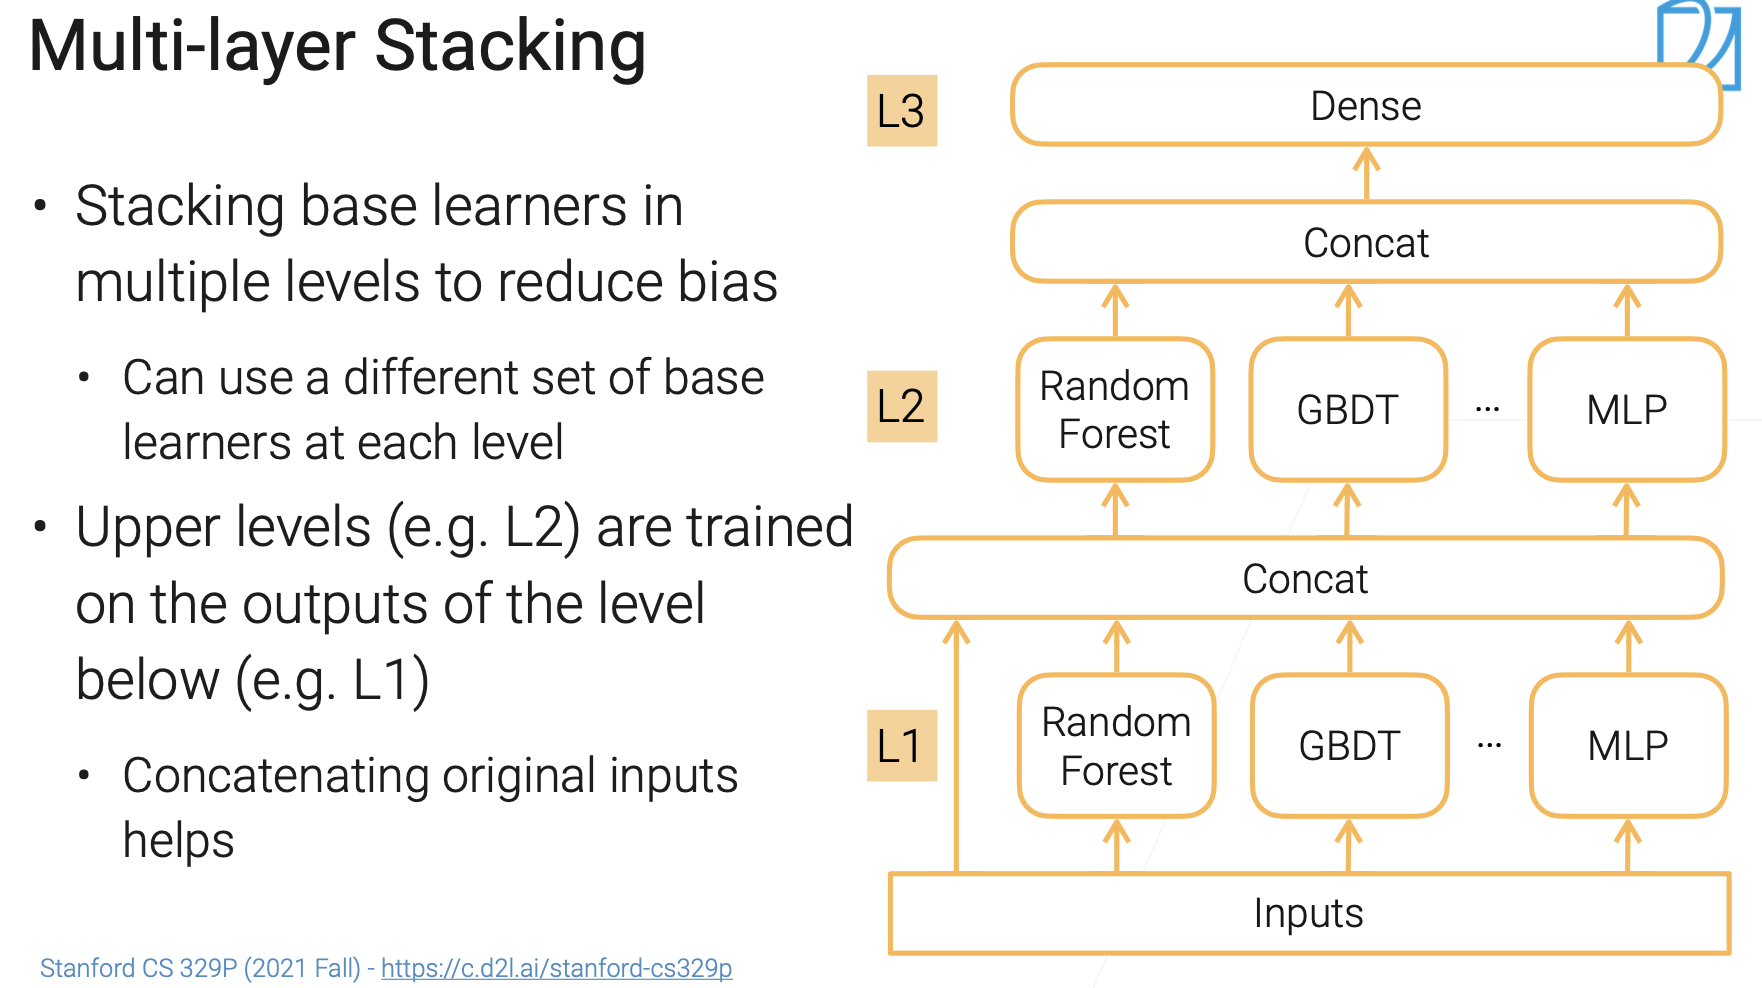 Multi-layer Stacking
• Stacking base learners in
multiple levels to reduce bias
• Can use a different set of base
learners at each level
• Upper levels (e.g. L2) are trained
on the outputs of the level
below (e.g. L1)
• Concatenating original inputs
helps
Stanford CS 329P (2021 Fall) - https://c.d2l.ai/stanford-cs329p
L3
Dense
Concat
L2
Random
Forest
GBDT
...
MLP
Concat
L1
Random
Forest
GBDT
...
MLP
Inputs